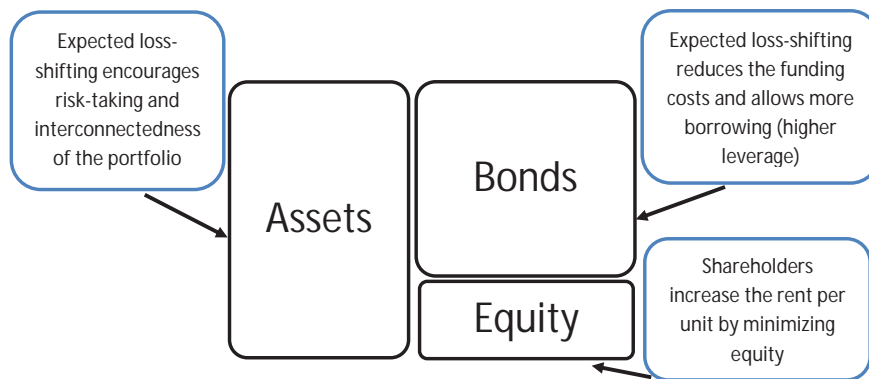 Expected loss-
shifting encourages
risk-taking and
interconnectedness
of the portfolio
Assets
Bonds
Equity
Expected loss-shifting
reduces the funding
costs and allows more
borrowing (higher
leverage)
Shareholders
increase the rent per
unit by minimizing
equity